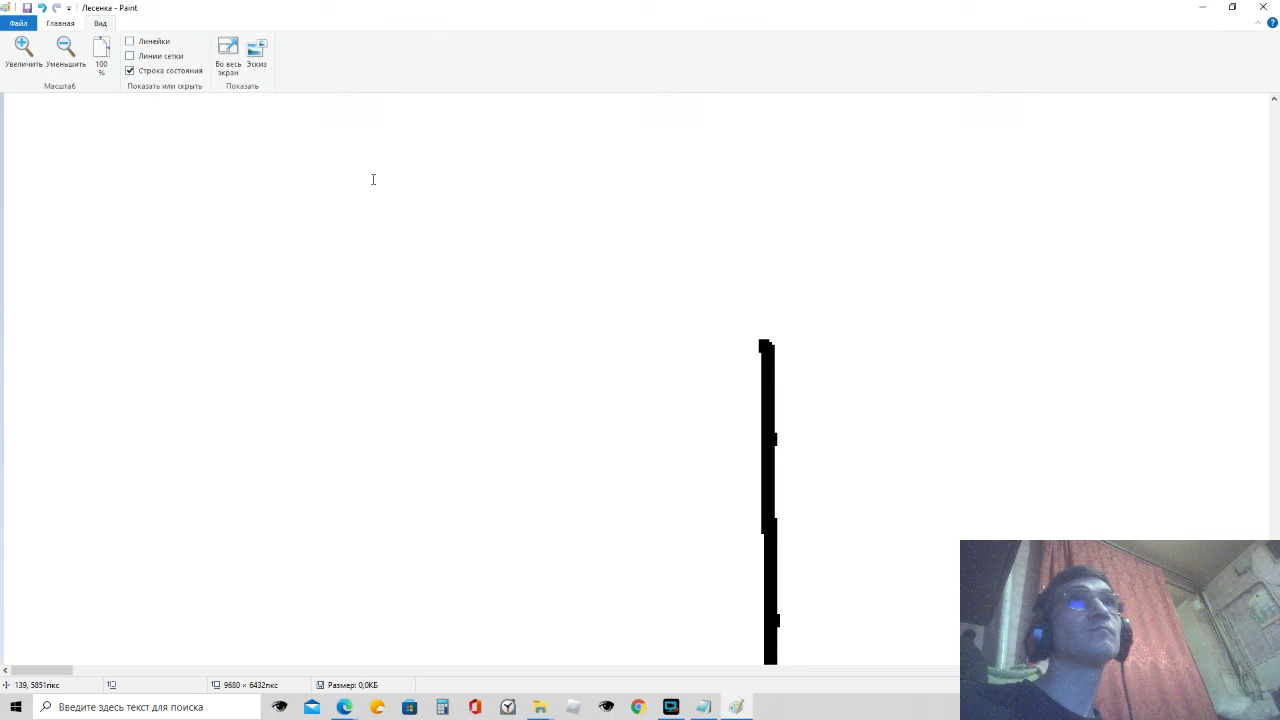 Лесенка - Paint
Файл Главная Вид
Увеличить Уменьшить 100 %
Линейки
Линии сетки
Строка состояния
Во весь экран
Эскиз
Масштаб Показать или скрыть Показать
139, 5851пкс 9680 × 6432пкс Размер: 0,0КБ
Введите здесь текст для поиска